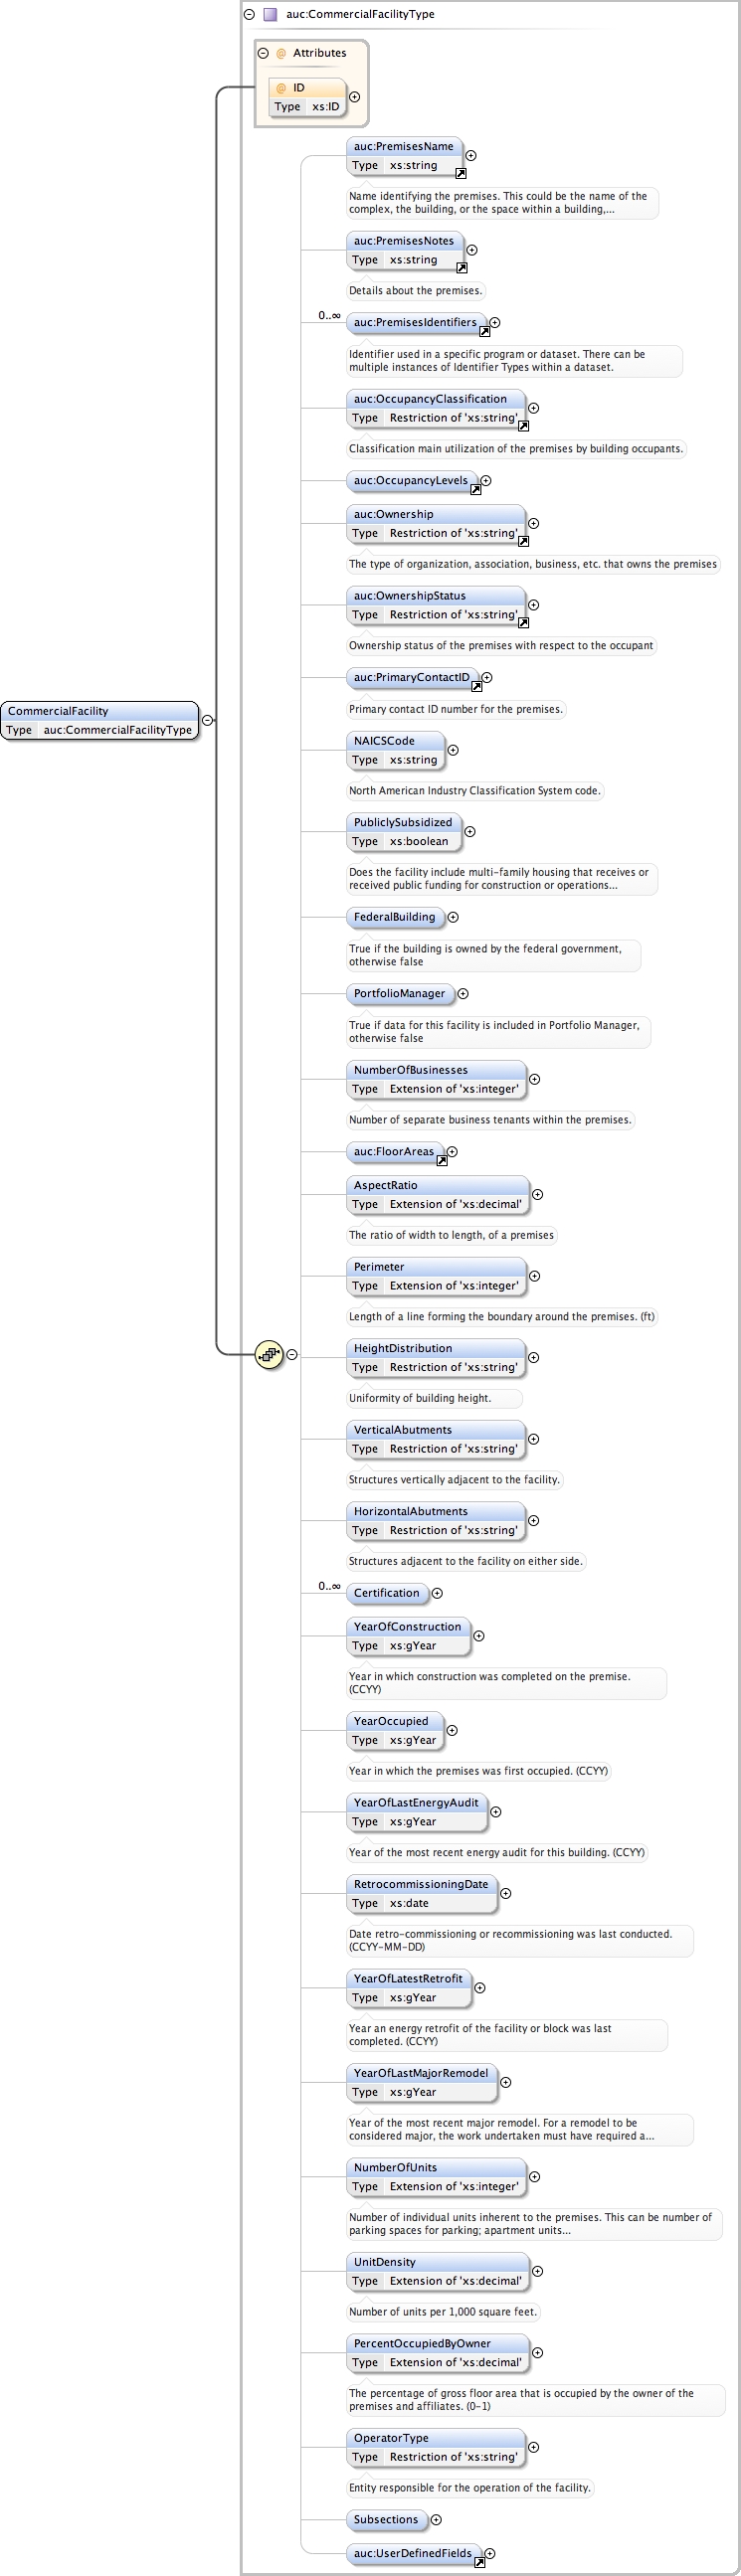 auc:CommercialFacilityType
@ Attributes
@ ID
Type xs:ID
auc:PremisesName
Type xs:string
Name identifying the premises. This could be the name of the
complex, the building, or the space within a building,...
auc:PremisesNotes
Type xs:string
Details about the premises.
0..∞
auc:PremisesIdentifiers
Identifier used in a specific program or dataset. There can be
multiple instances of Identifier Types within a dataset.
auc:OccupancyClassification
Type Restriction of 'xs:string'
Classification main utilization of the premises by building occupants.
auc:OccupancyLevels
auc:Ownership
Type Restriction of 'xs:string'
The type of organization, association, business, etc. that owns the premises
auc:OwnershipStatus
Type Restriction of 'xs:string'
Ownership status of the premises with respect to the occupant
auc:PrimaryContactID
Primary contact ID number for the premises.
CommercialFacility
Type auc:CommercialFacilityType
NAICSCode
Type xs:string
North American Industry Classification System code.
PubliclySubsidized
Type xs:boolean
Does the facility include multi-family housing that receives or
received public funding for construction or operations...
FederalBuilding
True if the building is owned by the federal government,
otherwise false
PortfolioManager
True if data for this facility is included in Portfolio Manager,
otherwise false
NumberOfBusinesses
Type Extension of 'xs:integer'
Number of separate business tenants within the premises.
auc:FloorAreas
AspectRatio
Type Extension of 'xs:decimal'
The ratio of width to length, of a premises
Perimeter
Type Extension of 'xs:integer'
Length of a line forming the boundary around the premises. (ft)
HeightDistribution
Type Restriction of 'xs:string'
Uniformity of building height.
VerticalAbutments
Type Restriction of 'xs:string'
Structures vertically adjacent to the facility.
HorizontalAbutments
Type Restriction of 'xs:string'
Structures adjacent to the facility on either side.
0..∞
Certification
YearOfConstruction
Type xs:gYear
Year in which construction was completed on the premise.
(CCYY)
YearOccupied
Type xs:gYear
Year in which the premises was first occupied. (CCYY)
YearOfLastEnergyAudit
Type xs:gYear
Year of the most recent energy audit for this building. (CCYY)
RetrocommissioningDate
Type xs:date
Date retro-commissioning or recommissioning was last conducted.
(CCYY-MM-DD)
YearOfLatestRetrofit
Type xs:gYear
Year an energy retrofit of the facility or block was last
completed. (CCYY)
YearOfLastMajorRemodel
Type xs:gYear
Year of the most recent major remodel. For a remodel to be
considered major, the work undertaken must have required a...
NumberOfUnits
Type Extension of 'xs:integer'
Number of individual units inherent to the premises. This can be number of
parking spaces for parking; apartment units...
UnitDensity
Type Extension of 'xs:decimal'
Number of units per 1,000 square feet.
PercentOccupiedByOwner
Type Extension of 'xs:decimal'
The percentage of gross floor area that is occupied by the owner of the
premises and affiliates. (0-1)
OperatorType
Type Restriction of 'xs:string'
Entity responsible for the operation of the facility.
Subsections
auc:UserDefinedFields